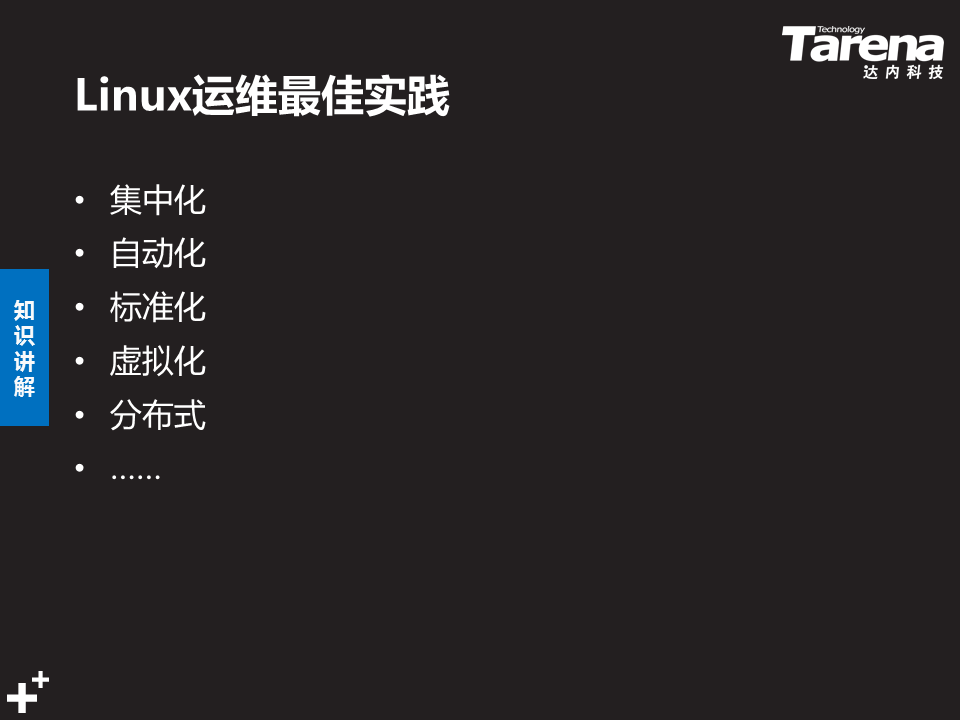 Technology
Tarena
达内科技
Linux运维最佳实践
• 集中化
• 自动化
• 标准化
• 虚拟化
• 分布式
• ……
知识讲解